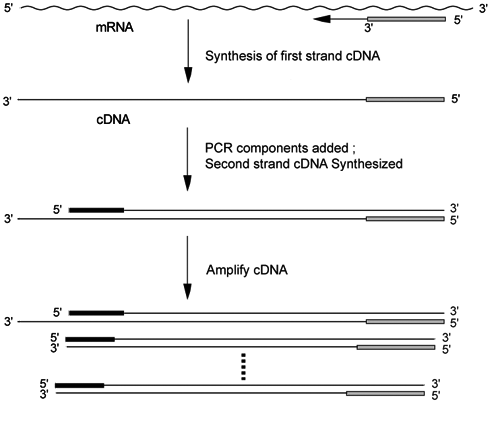 5' 3'
mRNA 3' 5'
Synthesis of first strand cDNA
3' 5'
cDNA
PCR components added ;
Second strand cDNA Synthesized
5' 3'
3' 5'
Amplify cDNA
5' 3'
3' 5'
5' 3'
3' 5'
5' 3'
3' 5'